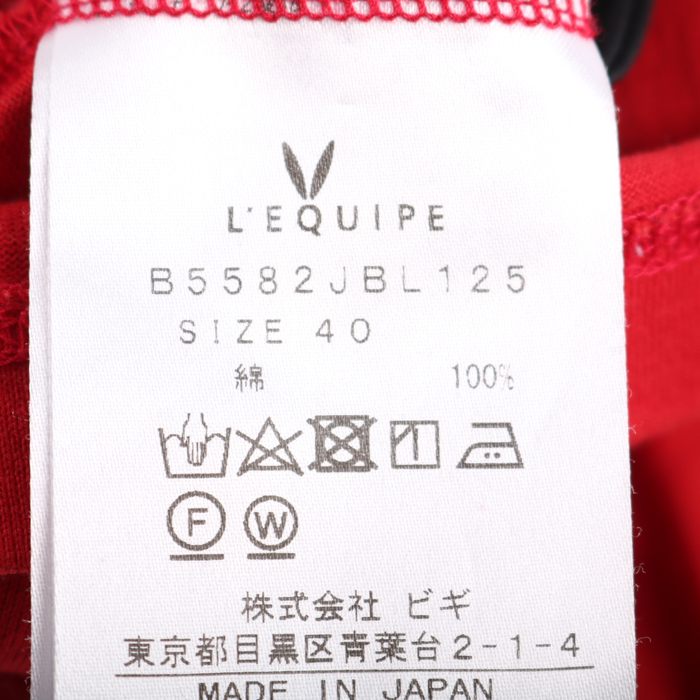 L'EQUIPE
B5582JBL125
SIZE 40
綿 100%
F W
株式会社 ビギ
東京都目黒区青葉台2-1-4
MADE IN JAPAN